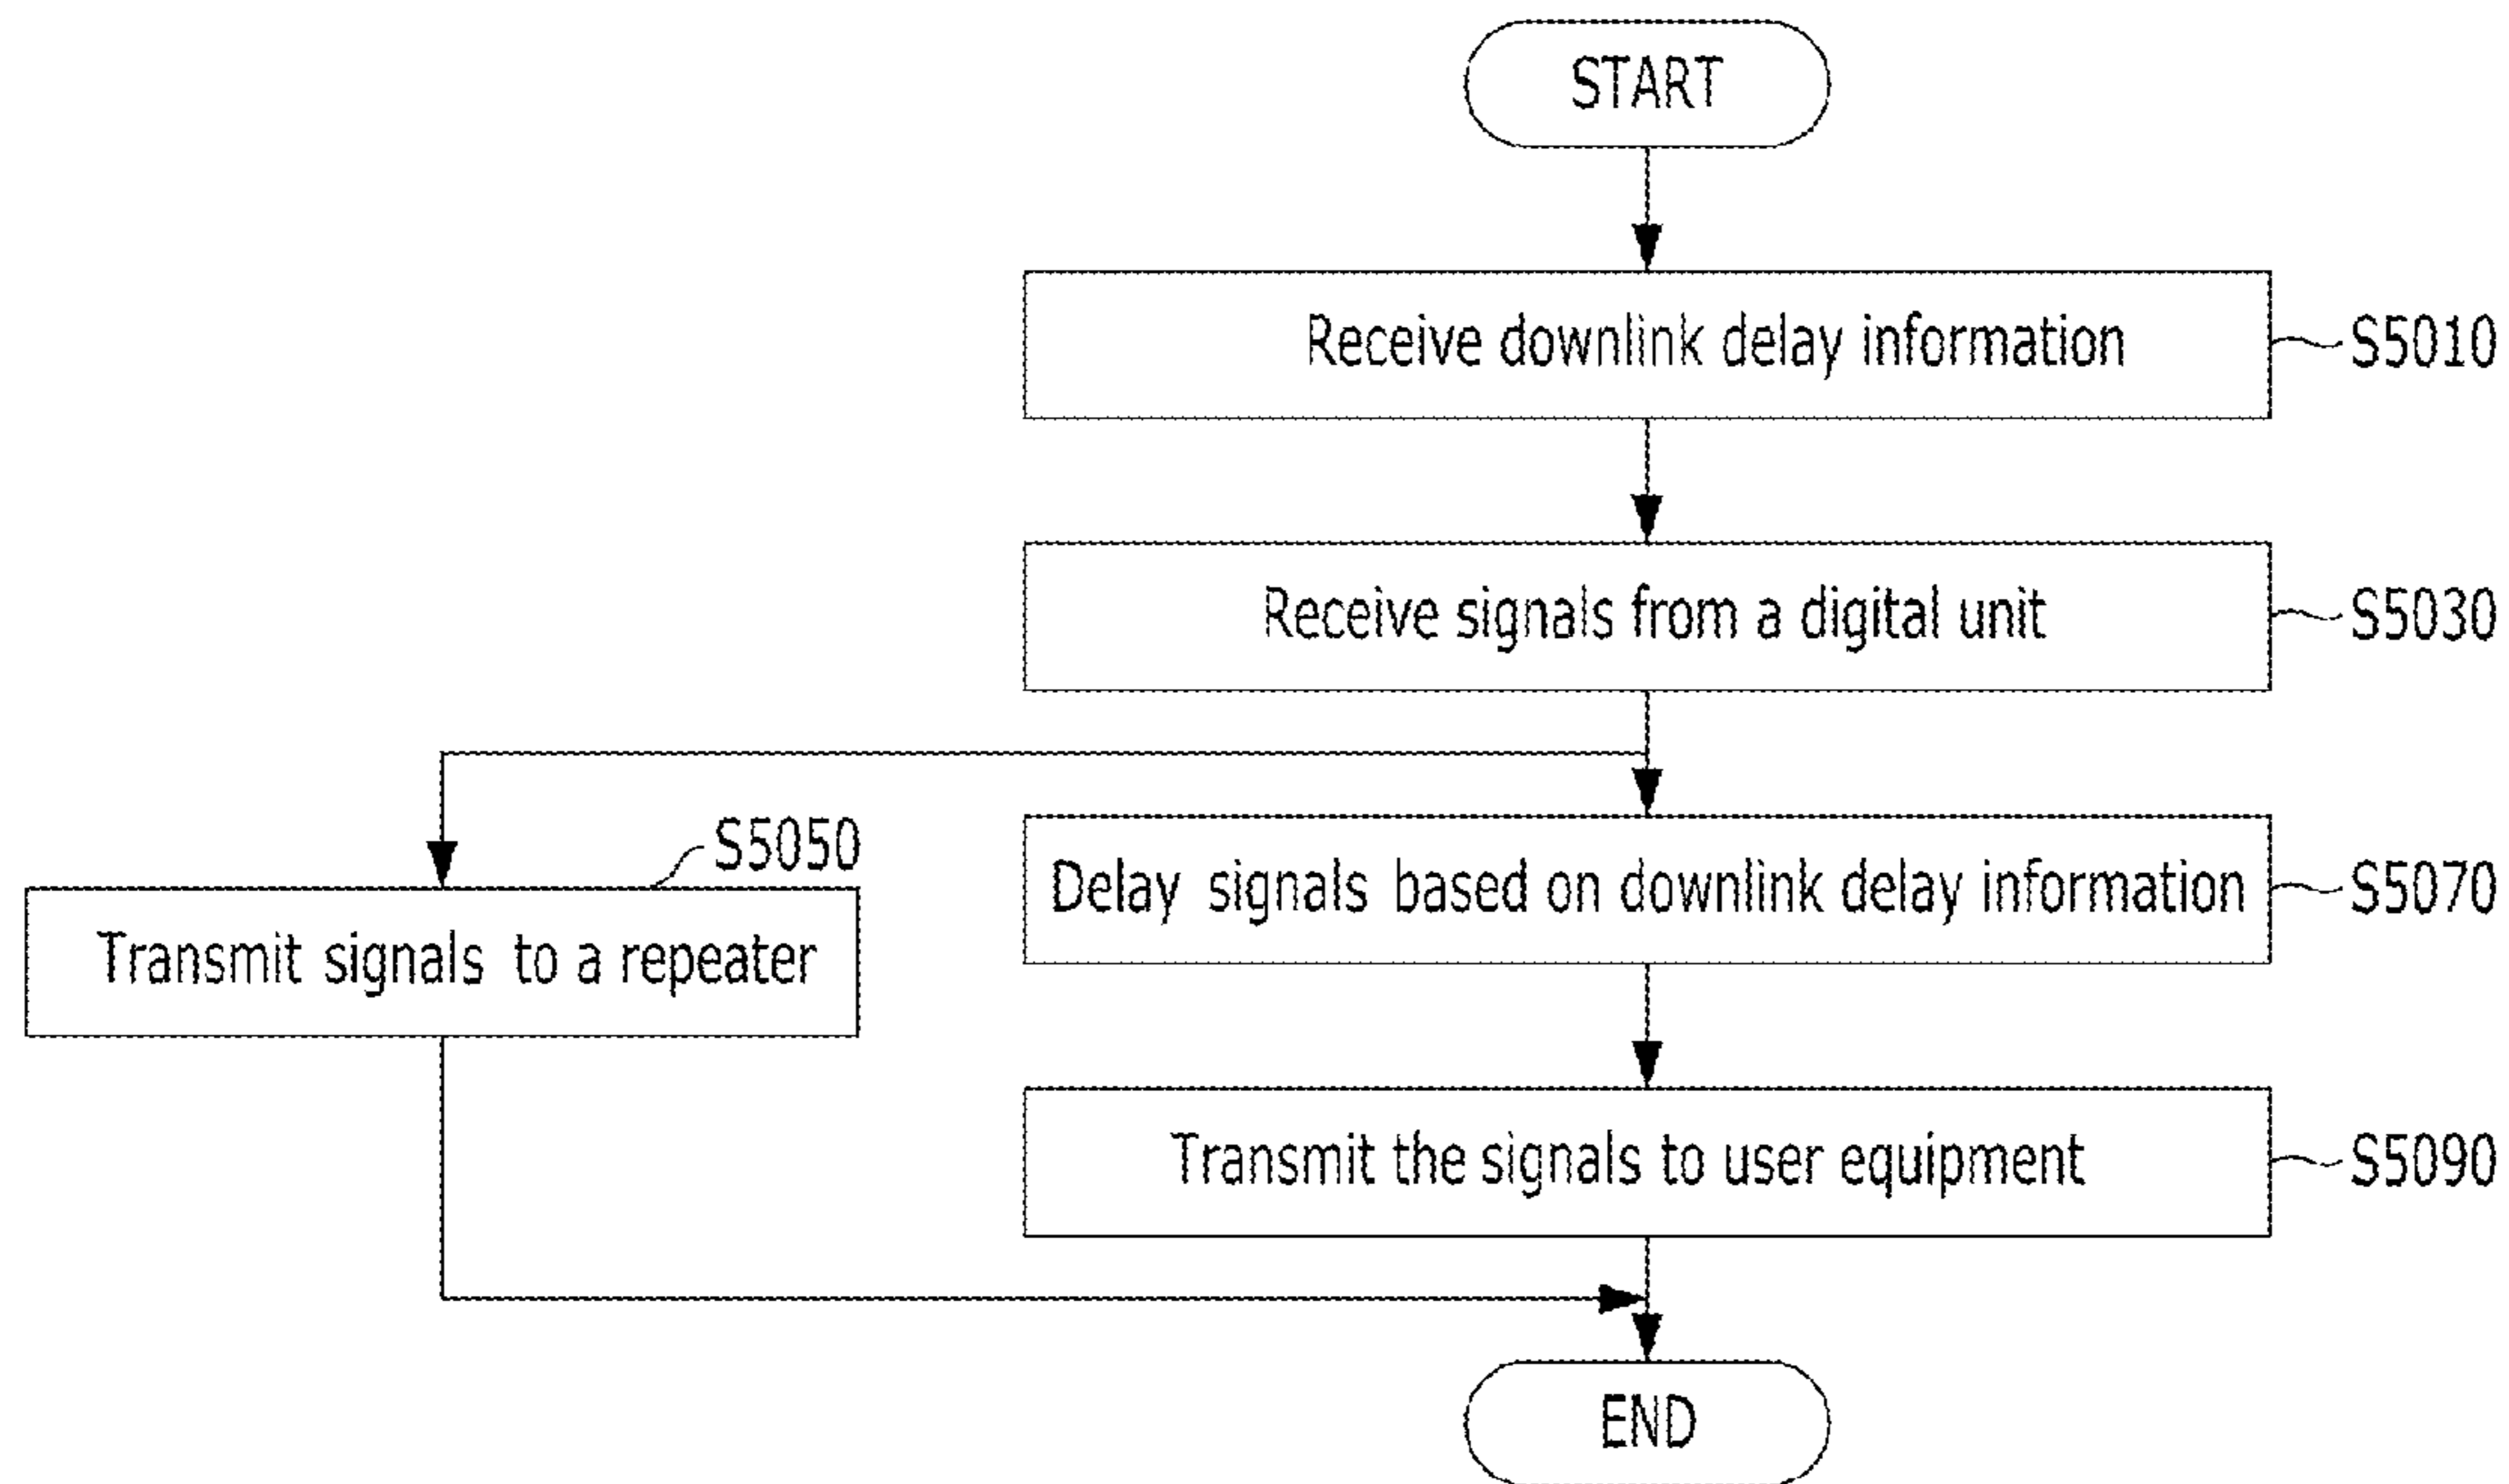 START
Receive downlink delay information
S5010
Receive signals from a digital unit
S5030
S5050
Transmit signals to a repeater
Delay signals based on downlink delay information
S5070
Transmit the signals to user equipment
S5090
END